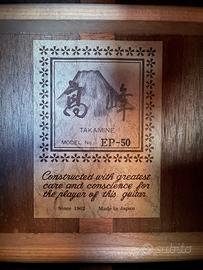 高峰
TAKAMINE
MODEL No. EP-50
Constructed with greatest
care and conscience for
the player of this guitar.
Since 1962 Made in Japan
subito